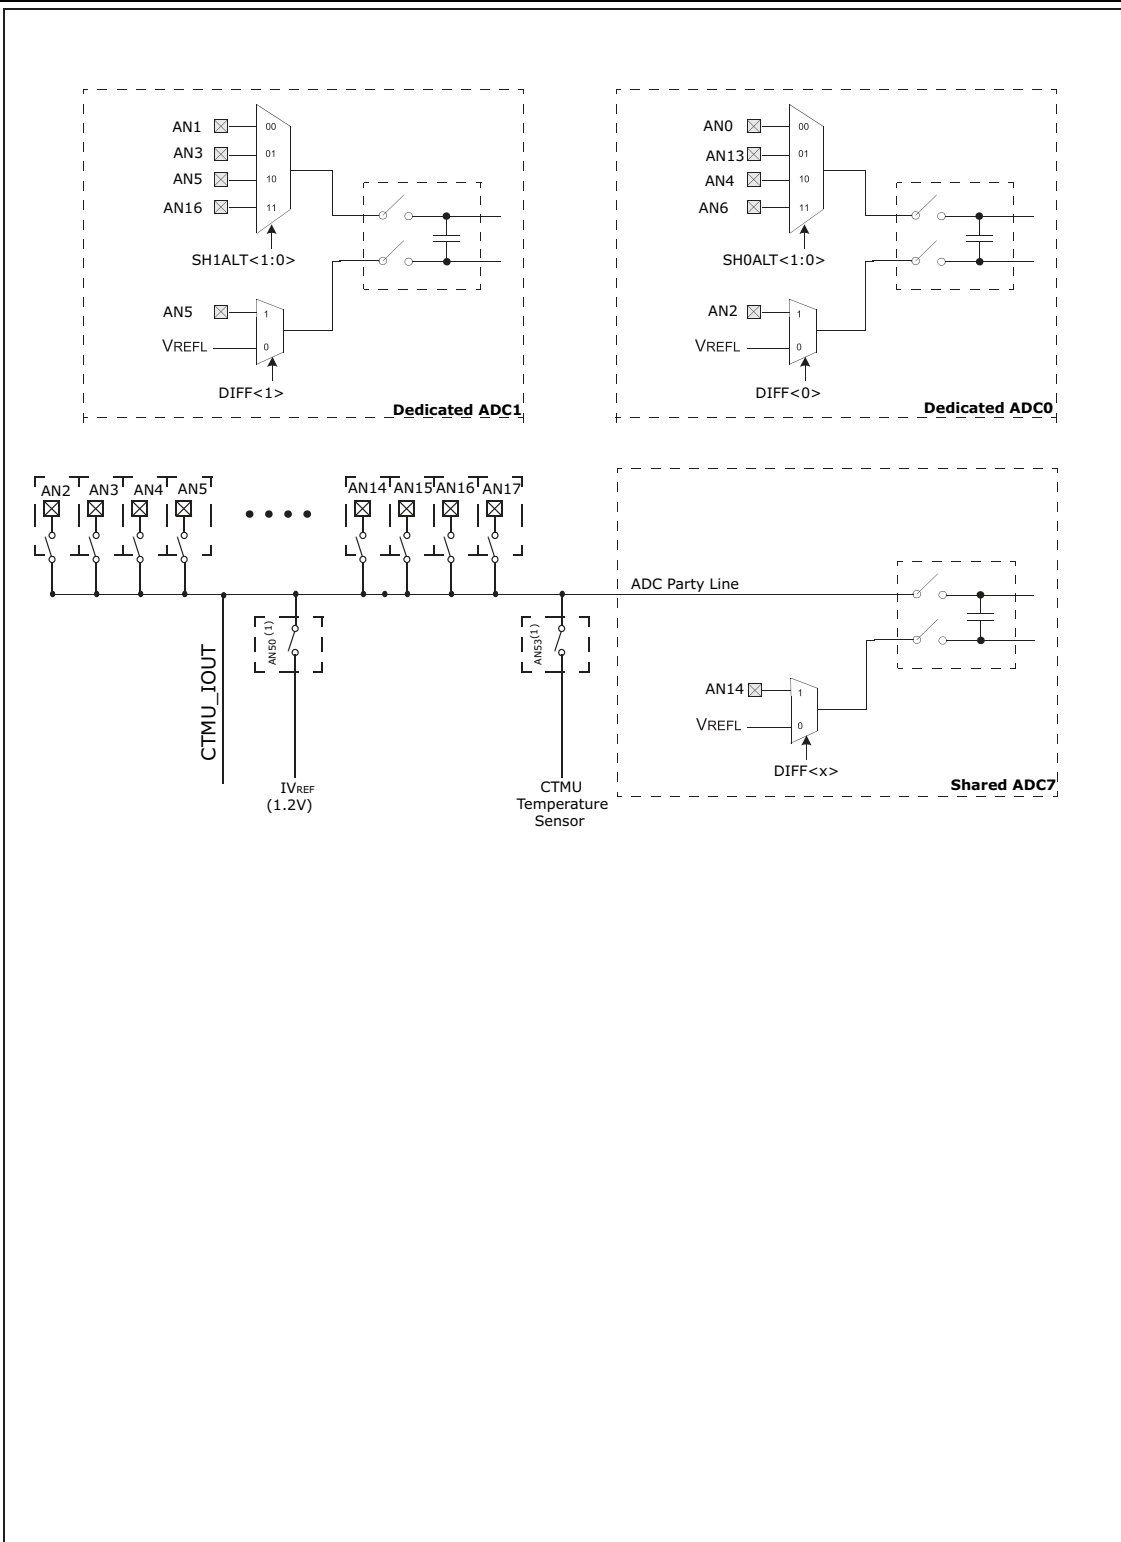 AN1
00
AN3
01
AN5
10
AN16
11
SH1ALT<1:0>
AN5
1
VREFL
0
DIFF<1>
Dedicated ADC1
AN0
00
AN13
01
AN4
10
AN6
11
SH0ALT<1:0>
AN2
1
VREFL
0
DIFF<0>
Dedicated ADC0
AN2 AN3 AN4 AN5
AN14 AN15 AN16 AN17
CTMU_IOUT
AN50 (1)
IVREF
(1.2V)
AN53(1)
CTMU
Temperature
Sensor
ADC Party Line
AN14
1
VREFL
0
DIFF<x>
Shared ADC7